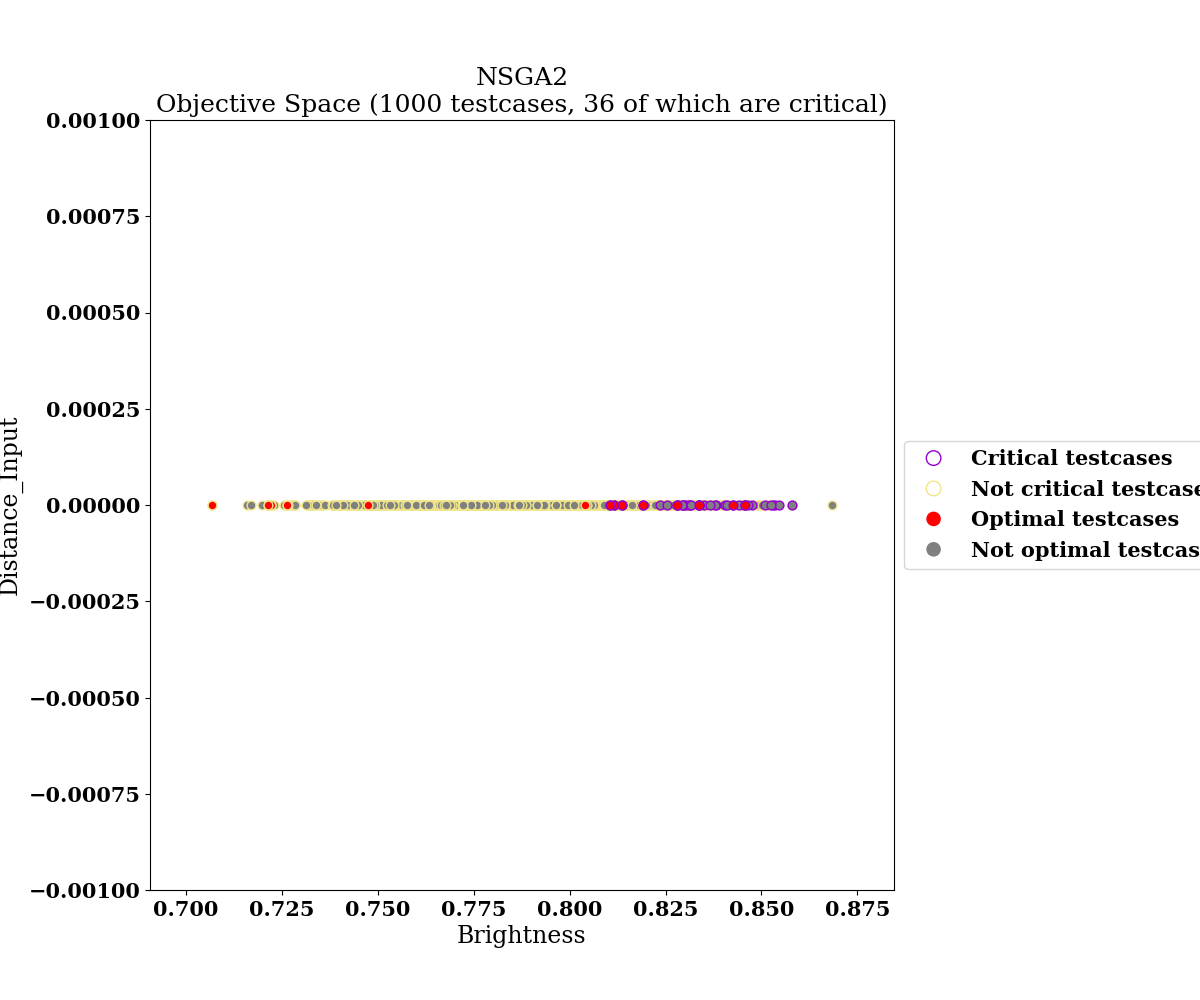 NSGA2
Objective Space (1000 testcases, 36 of which are critical)
0.00100
0.00075
0.00050
0.00025
0.00000
−0.00025
−0.00050
−0.00075
−0.00100
Distance_Input
0.700 0.725 0.750 0.775 0.800 0.825 0.850 0.875
Brightness
Critical testcases
Not critical testcase
Optimal testcases
Not optimal testcas